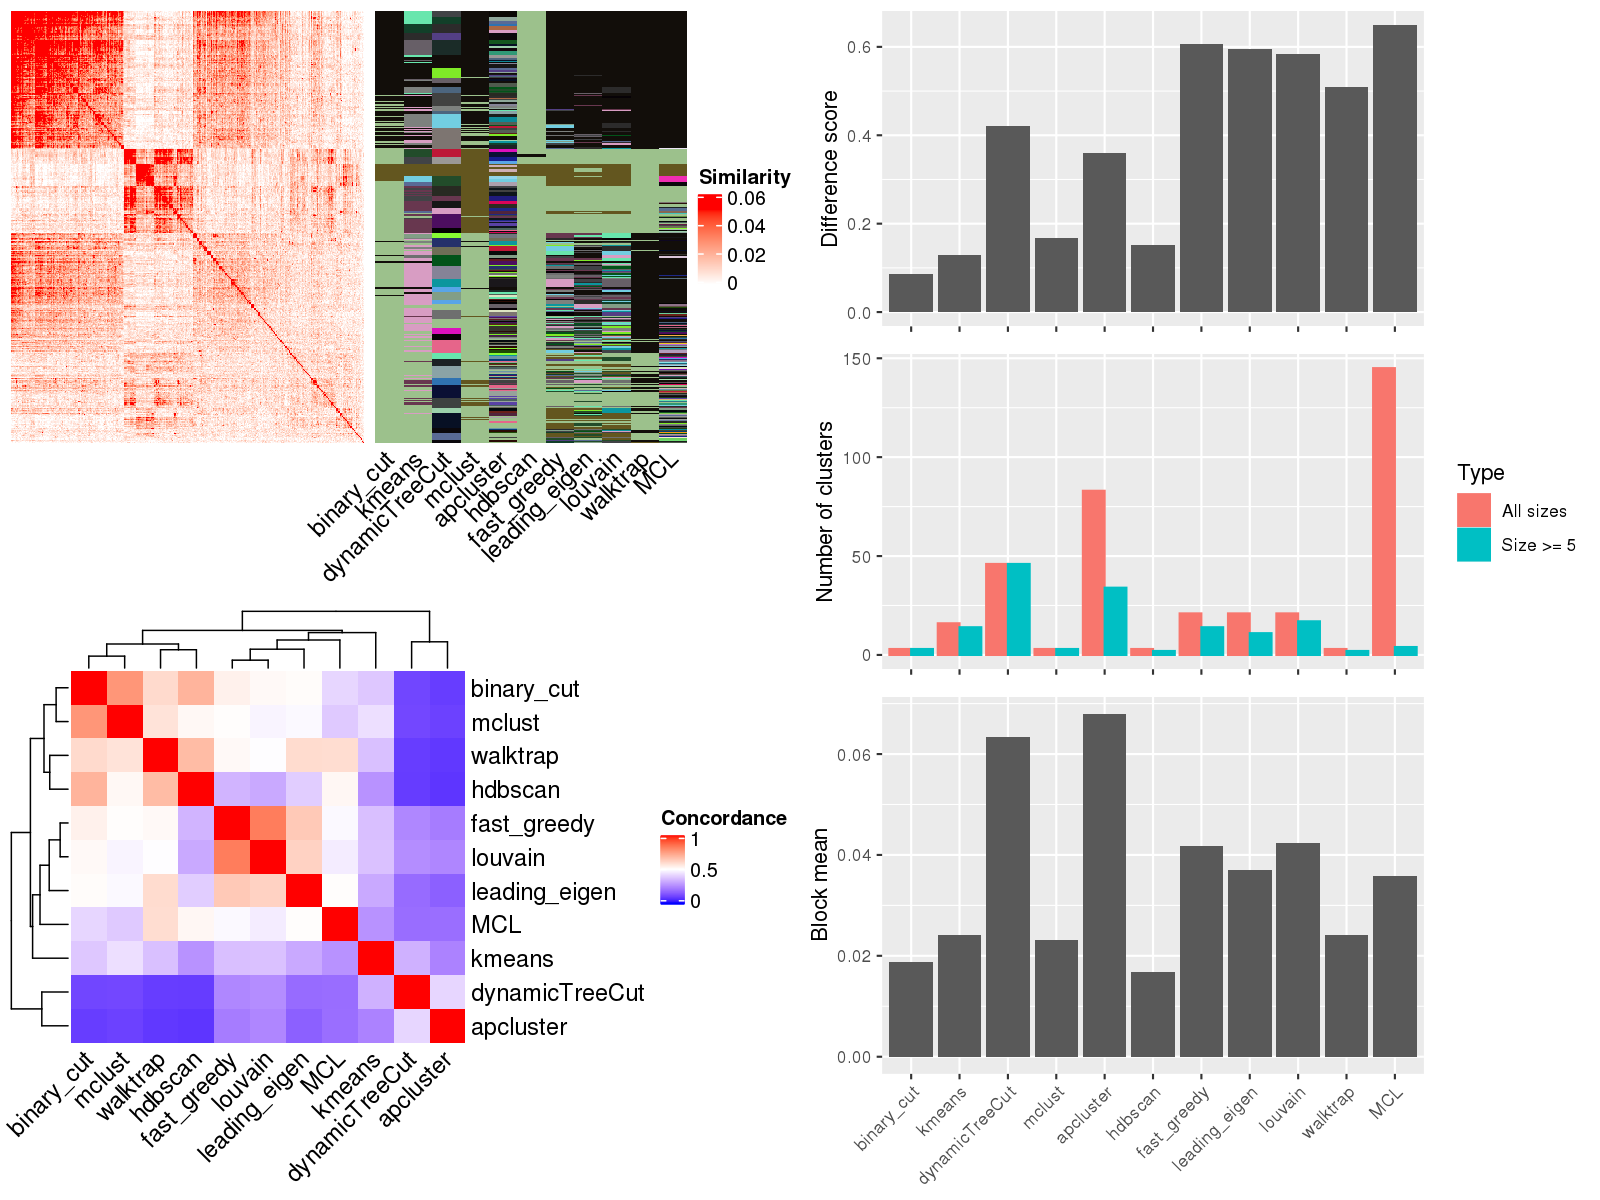 Similarity
0.06
0.04
0.02
0
binary_cut
kmeans
dynamicTreeCut
mclust
apcluster
hdbscan
fast_greedy
leading_eigen
louvain
walktrap
MCL
binary_cut
mclust
walktrap
hdbscan
fast_greedy
louvain
leading_eigen
MCL
kmeans
dynamicTreeCut
apcluster
Concordance
1
0.5
0
binary_cut
mclust
walktrap
hdbscan
fast_greedy
louvain
leading_eigen
MCL
kmeans
dynamicTreeCut
apcluster
Difference score
0.6
0.4
0.2
0.0
Number of clusters
150
100
50
0
Type
All sizes
Size >= 5
Block mean
0.06
0.04
0.02
0.00
binary_cut
kmeans
dynamicTreeCut
mclust
apcluster
hdbscan
fast_greedy
leading_eigen
louvain
walktrap
MCL